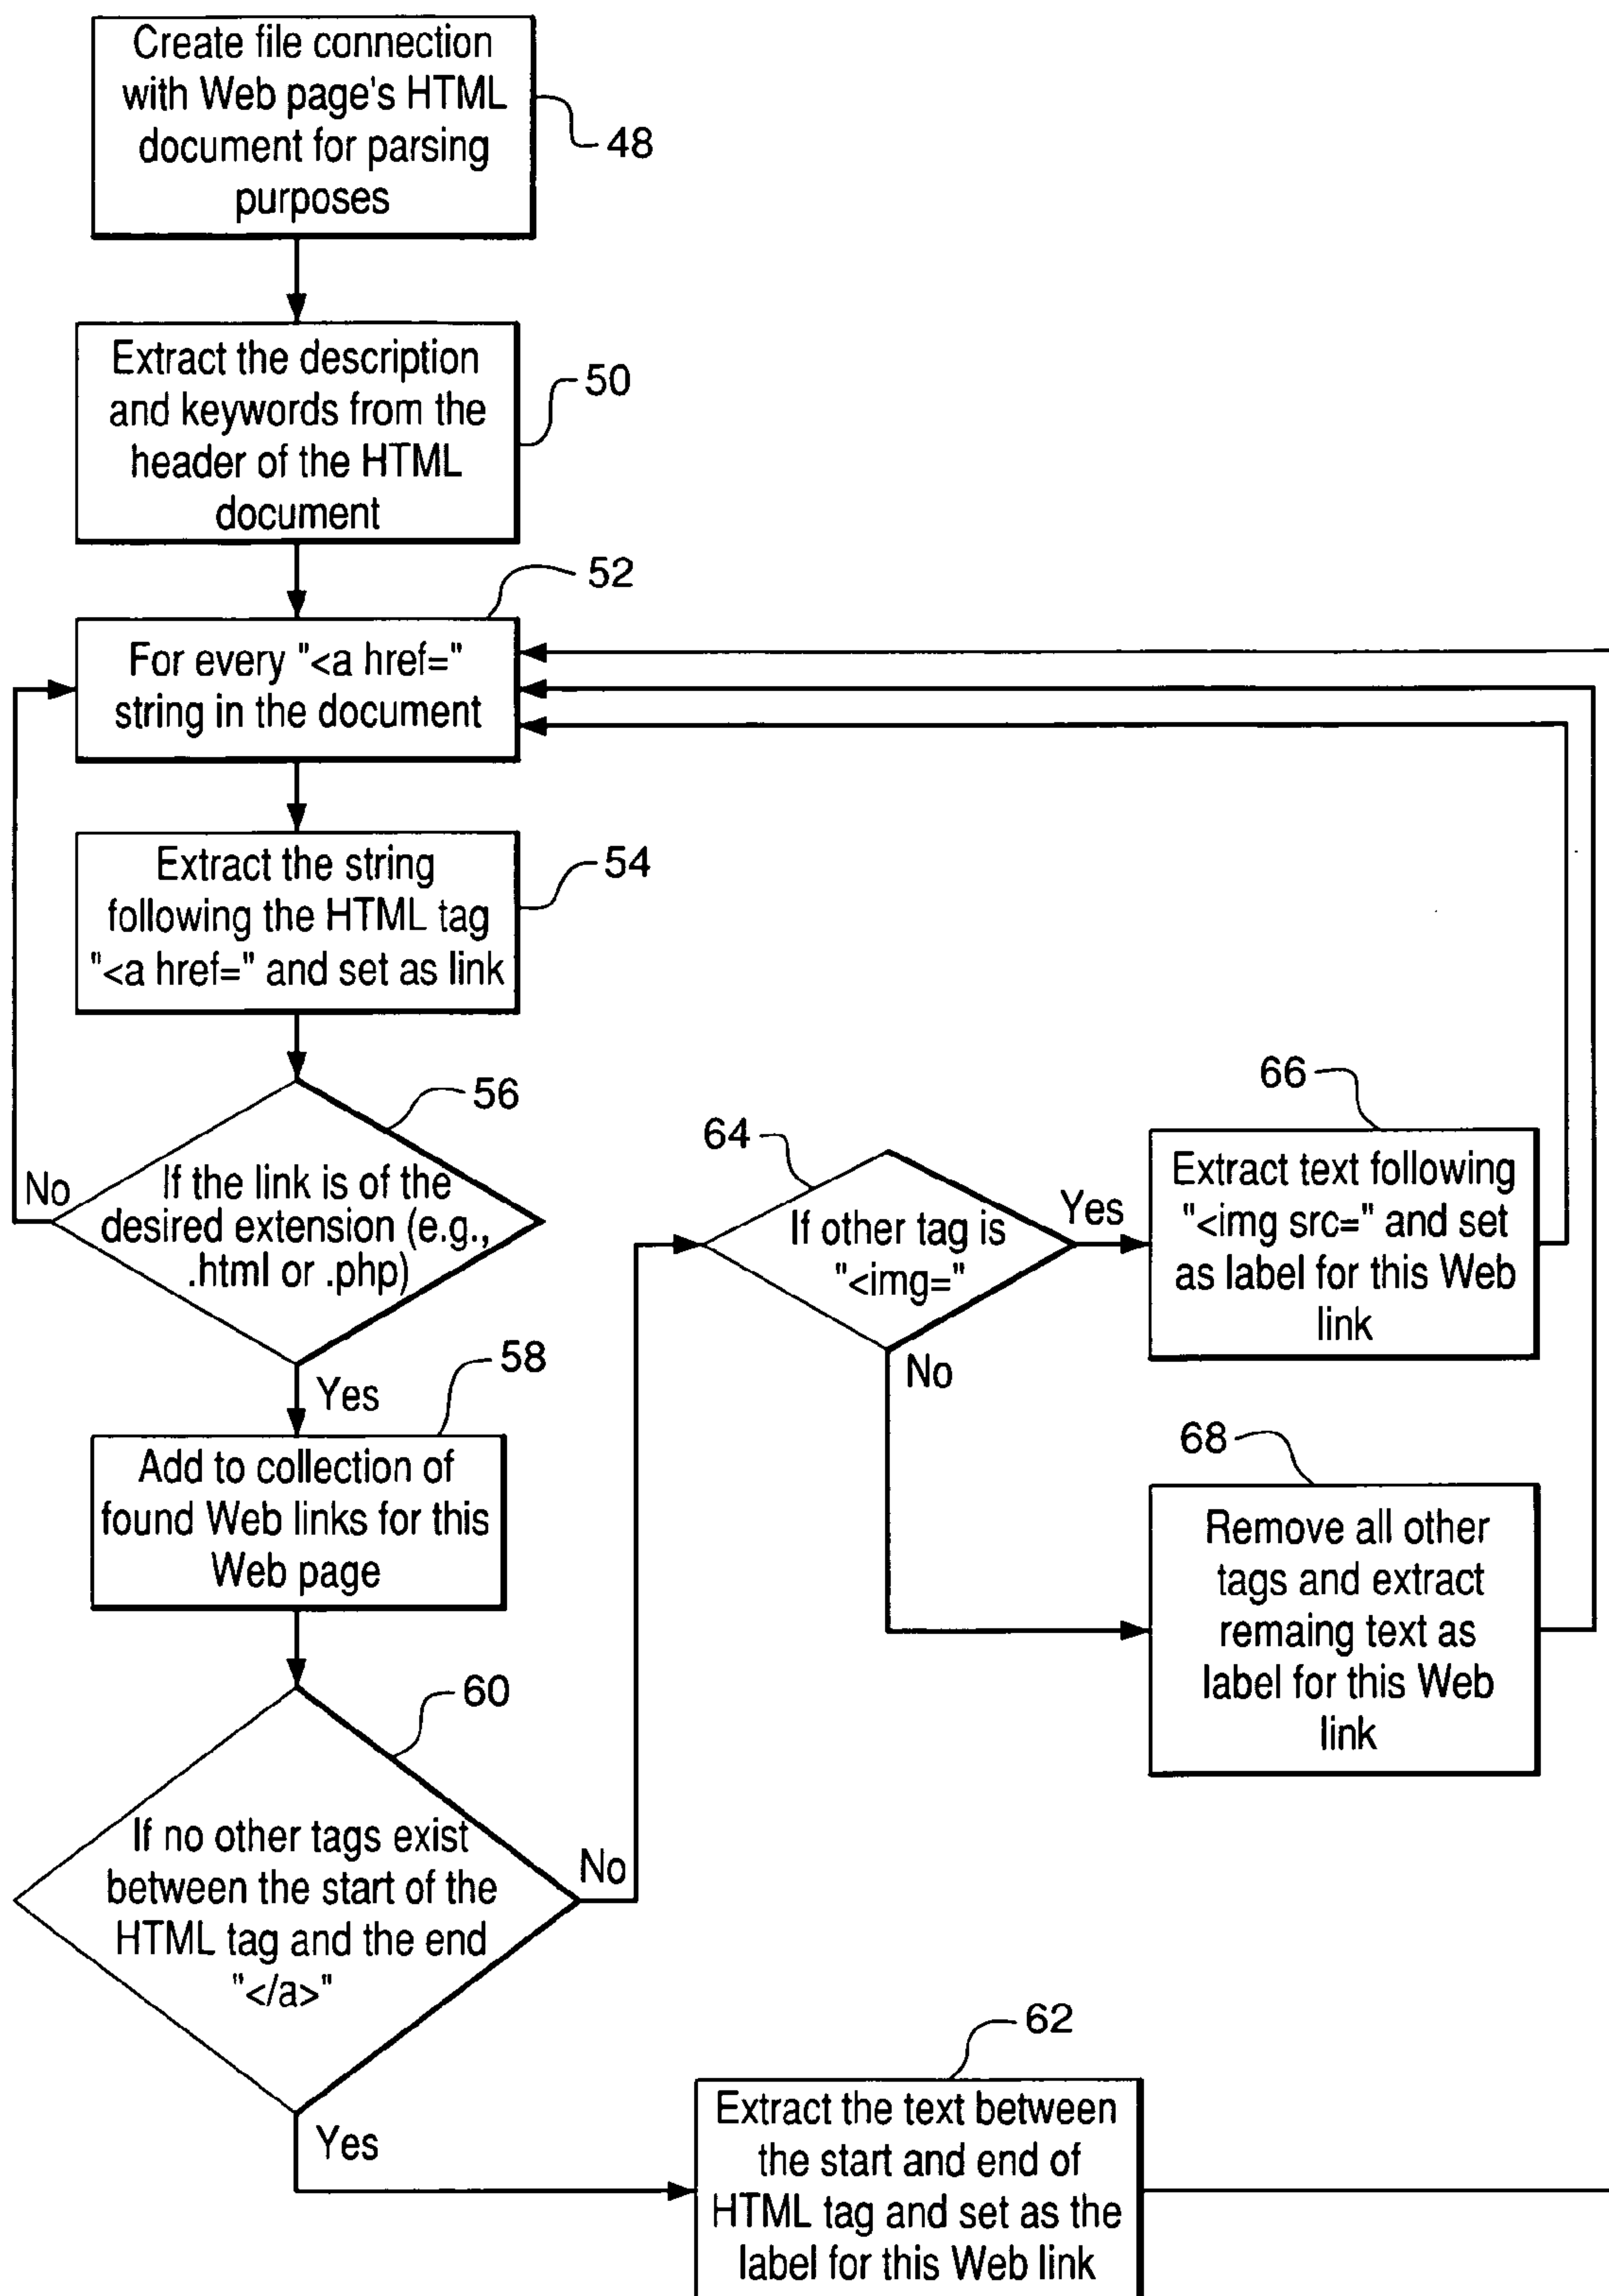 Create file connection
with Web page's HTML
document for parsing
purposes
48
Extract the description
and keywords from the
header of the HTML
document
50
52
For every "<a href="
string in the document
Extract the string
following the HTML tag
"<a href=" and set as link
54
56
If the link is of the
desired extension (e.g.,
.html or .php)
No
Yes
58
Add to collection of
found Web links for this
Web page
60
If no other tags exist
between the start of the
HTML tag and the end
"</a>"
No
Yes
62
Extract the text between
the start and end of
HTML tag and set as the
label for this Web link
64
If other tag is
"<img="
Yes
No
66
Extract text following
"<img src=" and set
as label for this Web
link
68
Remove all other
tags and extract
remaing text as
label for this Web
link